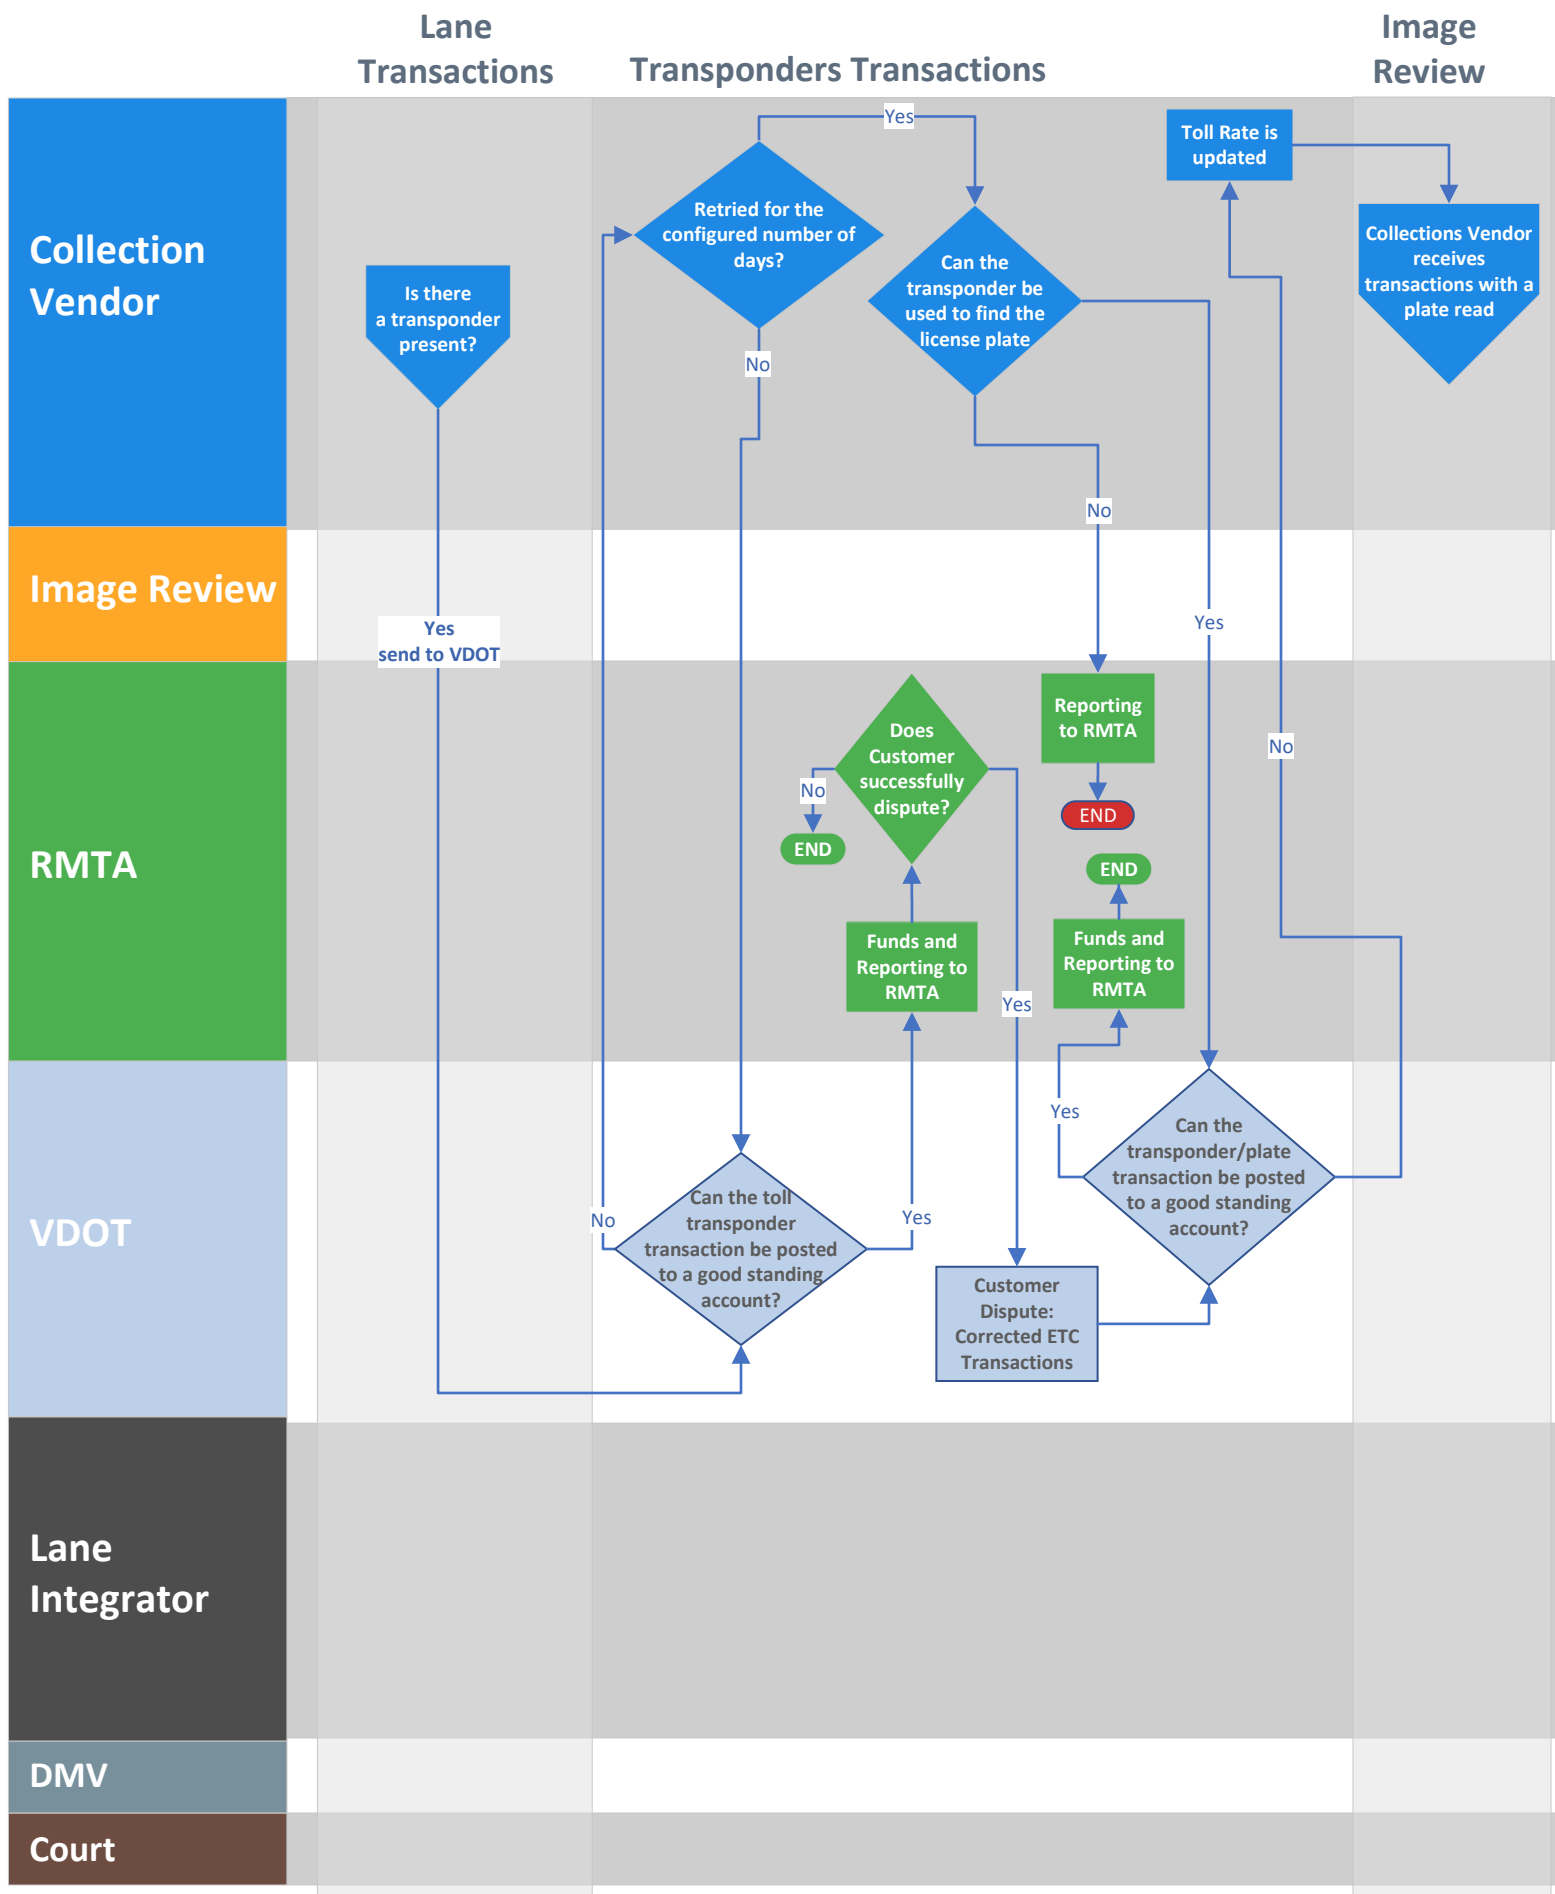 Lane
Transactions
Transponders Transactions
Image
Review
Collection
Vendor
Is there
a transponder
present?
Retried for the
configured number of
days?
Yes
No
Can the
transponder be
used to find the
license plate
Toll Rate is
updated
Collections Vendor
receives
transactions with a
plate read
No
Image Review
Yes
send to VDOT
Yes
RMTA
Does
Customer
successfully
dispute?
No
END
Reporting
to RMTA
END
No
END
Funds and
Reporting to
RMTA
Yes
Funds and
Reporting to
RMTA
VDOT
No
Can the toll
transponder
transaction be posted
to a good standing
account?
Yes
Yes
Can the
transponder/plate
transaction be posted
to a good standing
account?
Customer
Dispute:
Corrected ETC
Transactions
Lane
Integrator
DMV
Court